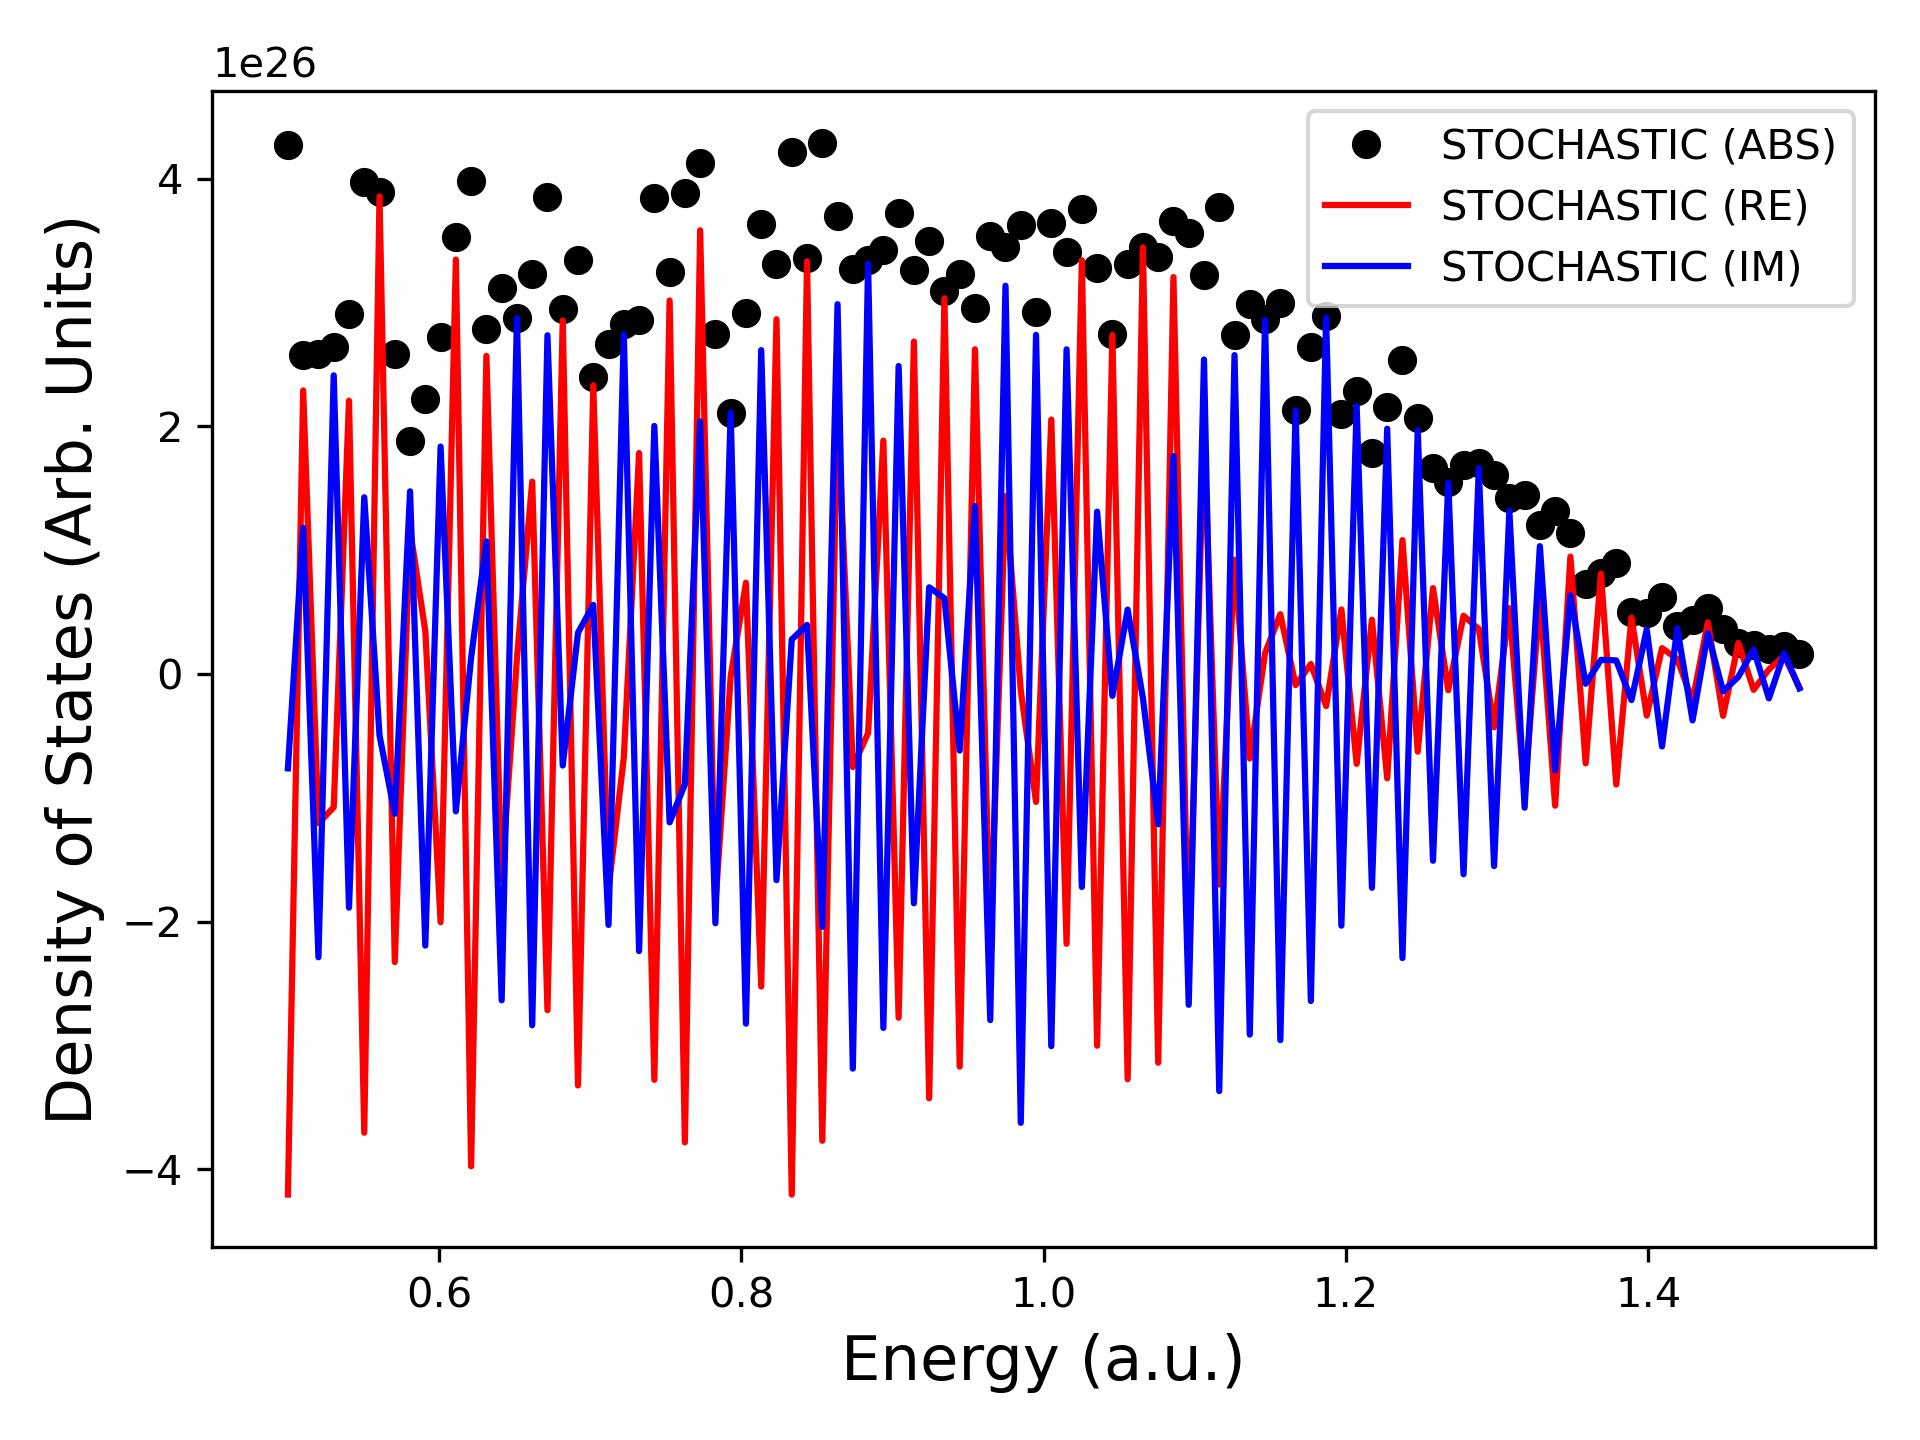 1e26
STOCHASTIC (ABS)
STOCHASTIC (RE)
STOCHASTIC (IM)
Density of States (Arb. Units)
4
2
0
−2
−4
0.6 0.8 1.0 1.2 1.4
Energy (a.u.)